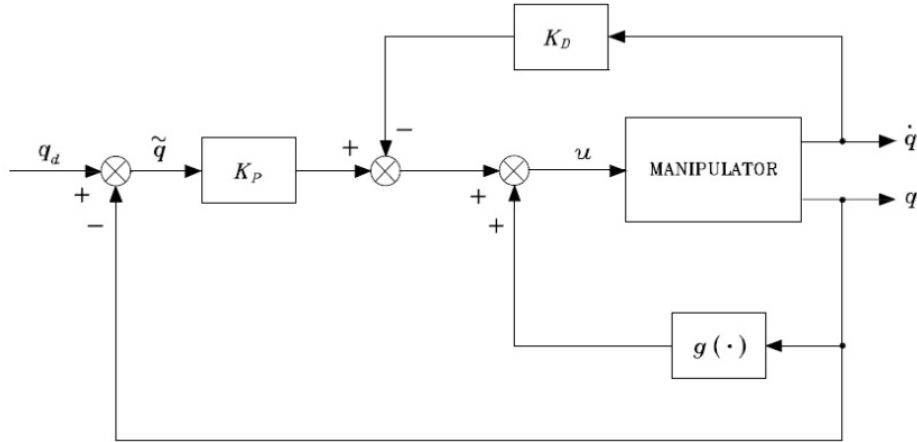 K_D
−
q̇
q_d
q̃
+
K_P
+
u
MANIPULATOR
+
−
+
+
q
g(·)